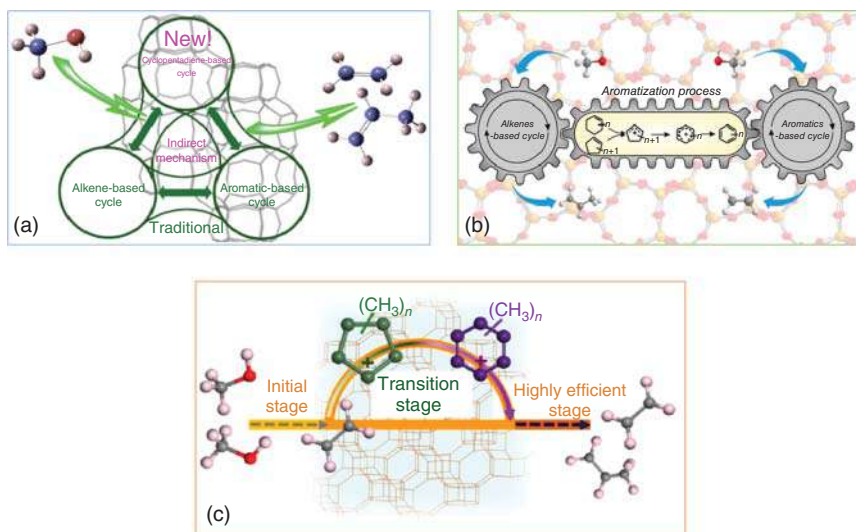 New!
Cyclopentadiene-based
cycle
Indirect
mechanism
Alkene-based
cycle
Aromatic-based
cycle
Traditional
(a)
Aromatization process
Alkenes
-based cycle
n
n+1
n+1
n
n
Aromatics
-based cycle
(b)
(CH3)n
(CH3)n
+
+
Initial
stage
Transition
stage
Highly efficient
stage
(c)